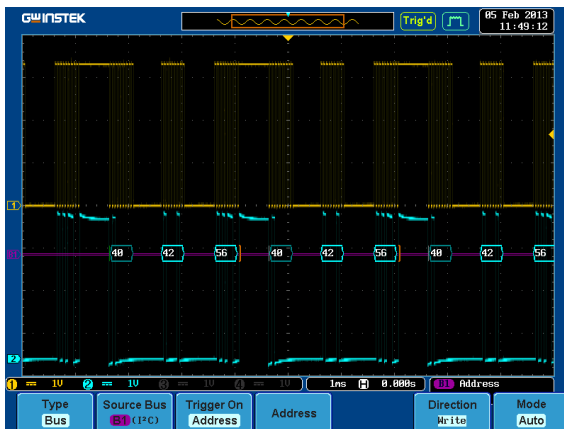 GWINSTEK
Trig'd
05 Feb 2013
11:49:12
1
40 42 56 40 42 56 40 42 56
2
1 1V 2 1V 3 1V 4 1V 1ms H 0.000s B1 Address
Type Source Bus Trigger On Address Direction Mode
Bus B1 (I²C) Address Write Auto